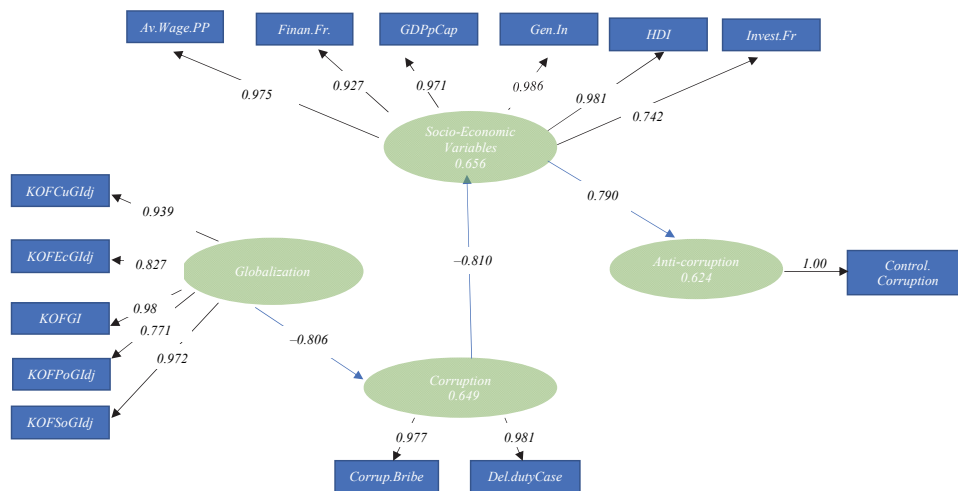 Av.Wage.PP
Finan.Fr.
GDPpCap
Gen.In
HDI
Invest.Fr
0.975
0.927
0.971
0.986
0.981
0.742
Socio-Economic
Variables
0.656
KOFCuGIdj
0.939
0.790
KOFEcGIdj
0.827
Globalization
−0.810
Anti-corruption
0.624
1.00
Control.
Corruption
KOFGI
0.98
0.771
−0.806
KOFPoGIdj
0.972
KOFSoGIdj
Corruption
0.649
0.977
0.981
Corrup.Bribe
Del.dutyCase